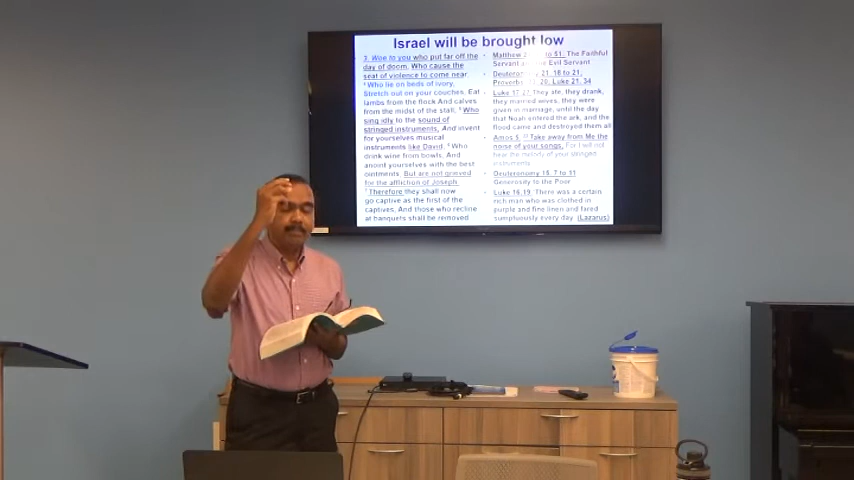 Israel will be brought low
3 Woe to you who put far off the
day of doom, Who cause the
seat of violence to come near
4 Who lie on beds of ivory,
Stretch out on your couches, Eat
lambs from the flock And calves
from the midst of the stall, 5 Who
sing idly to the sound of
stringed instruments, And invent
for yourselves musical
instruments like David; 6 Who
drink wine from bowls, And
anoint yourselves with the best
ointments, But are not grieved
for the affliction of Joseph.
7 Therefore they shall now
go captive as the first of the
captives, And those who recline
at banquets shall be removed.
• Matthew to 51: The Faithful
Servant and the Evil Servant
• Deuteronomy 21. 18 to 21,
Proverbs 20, Luke 21. 34
• Luke 17 27 They ate, they drank,
they married wives, they were
given in marriage, until the day
that Noah entered the ark, and the
flood came and destroyed them all
• Amos 5. 23 Take away from Me the
noise of your songs, For I will not
hear the melody of your stringed
instruments.
• Deuteronomy 15. 7 to 11
Generosity to the Poor
• Luke 16.19 There was a certain
rich man who was clothed in
purple and fine linen and fared
sumptuously every day. (Lazarus)